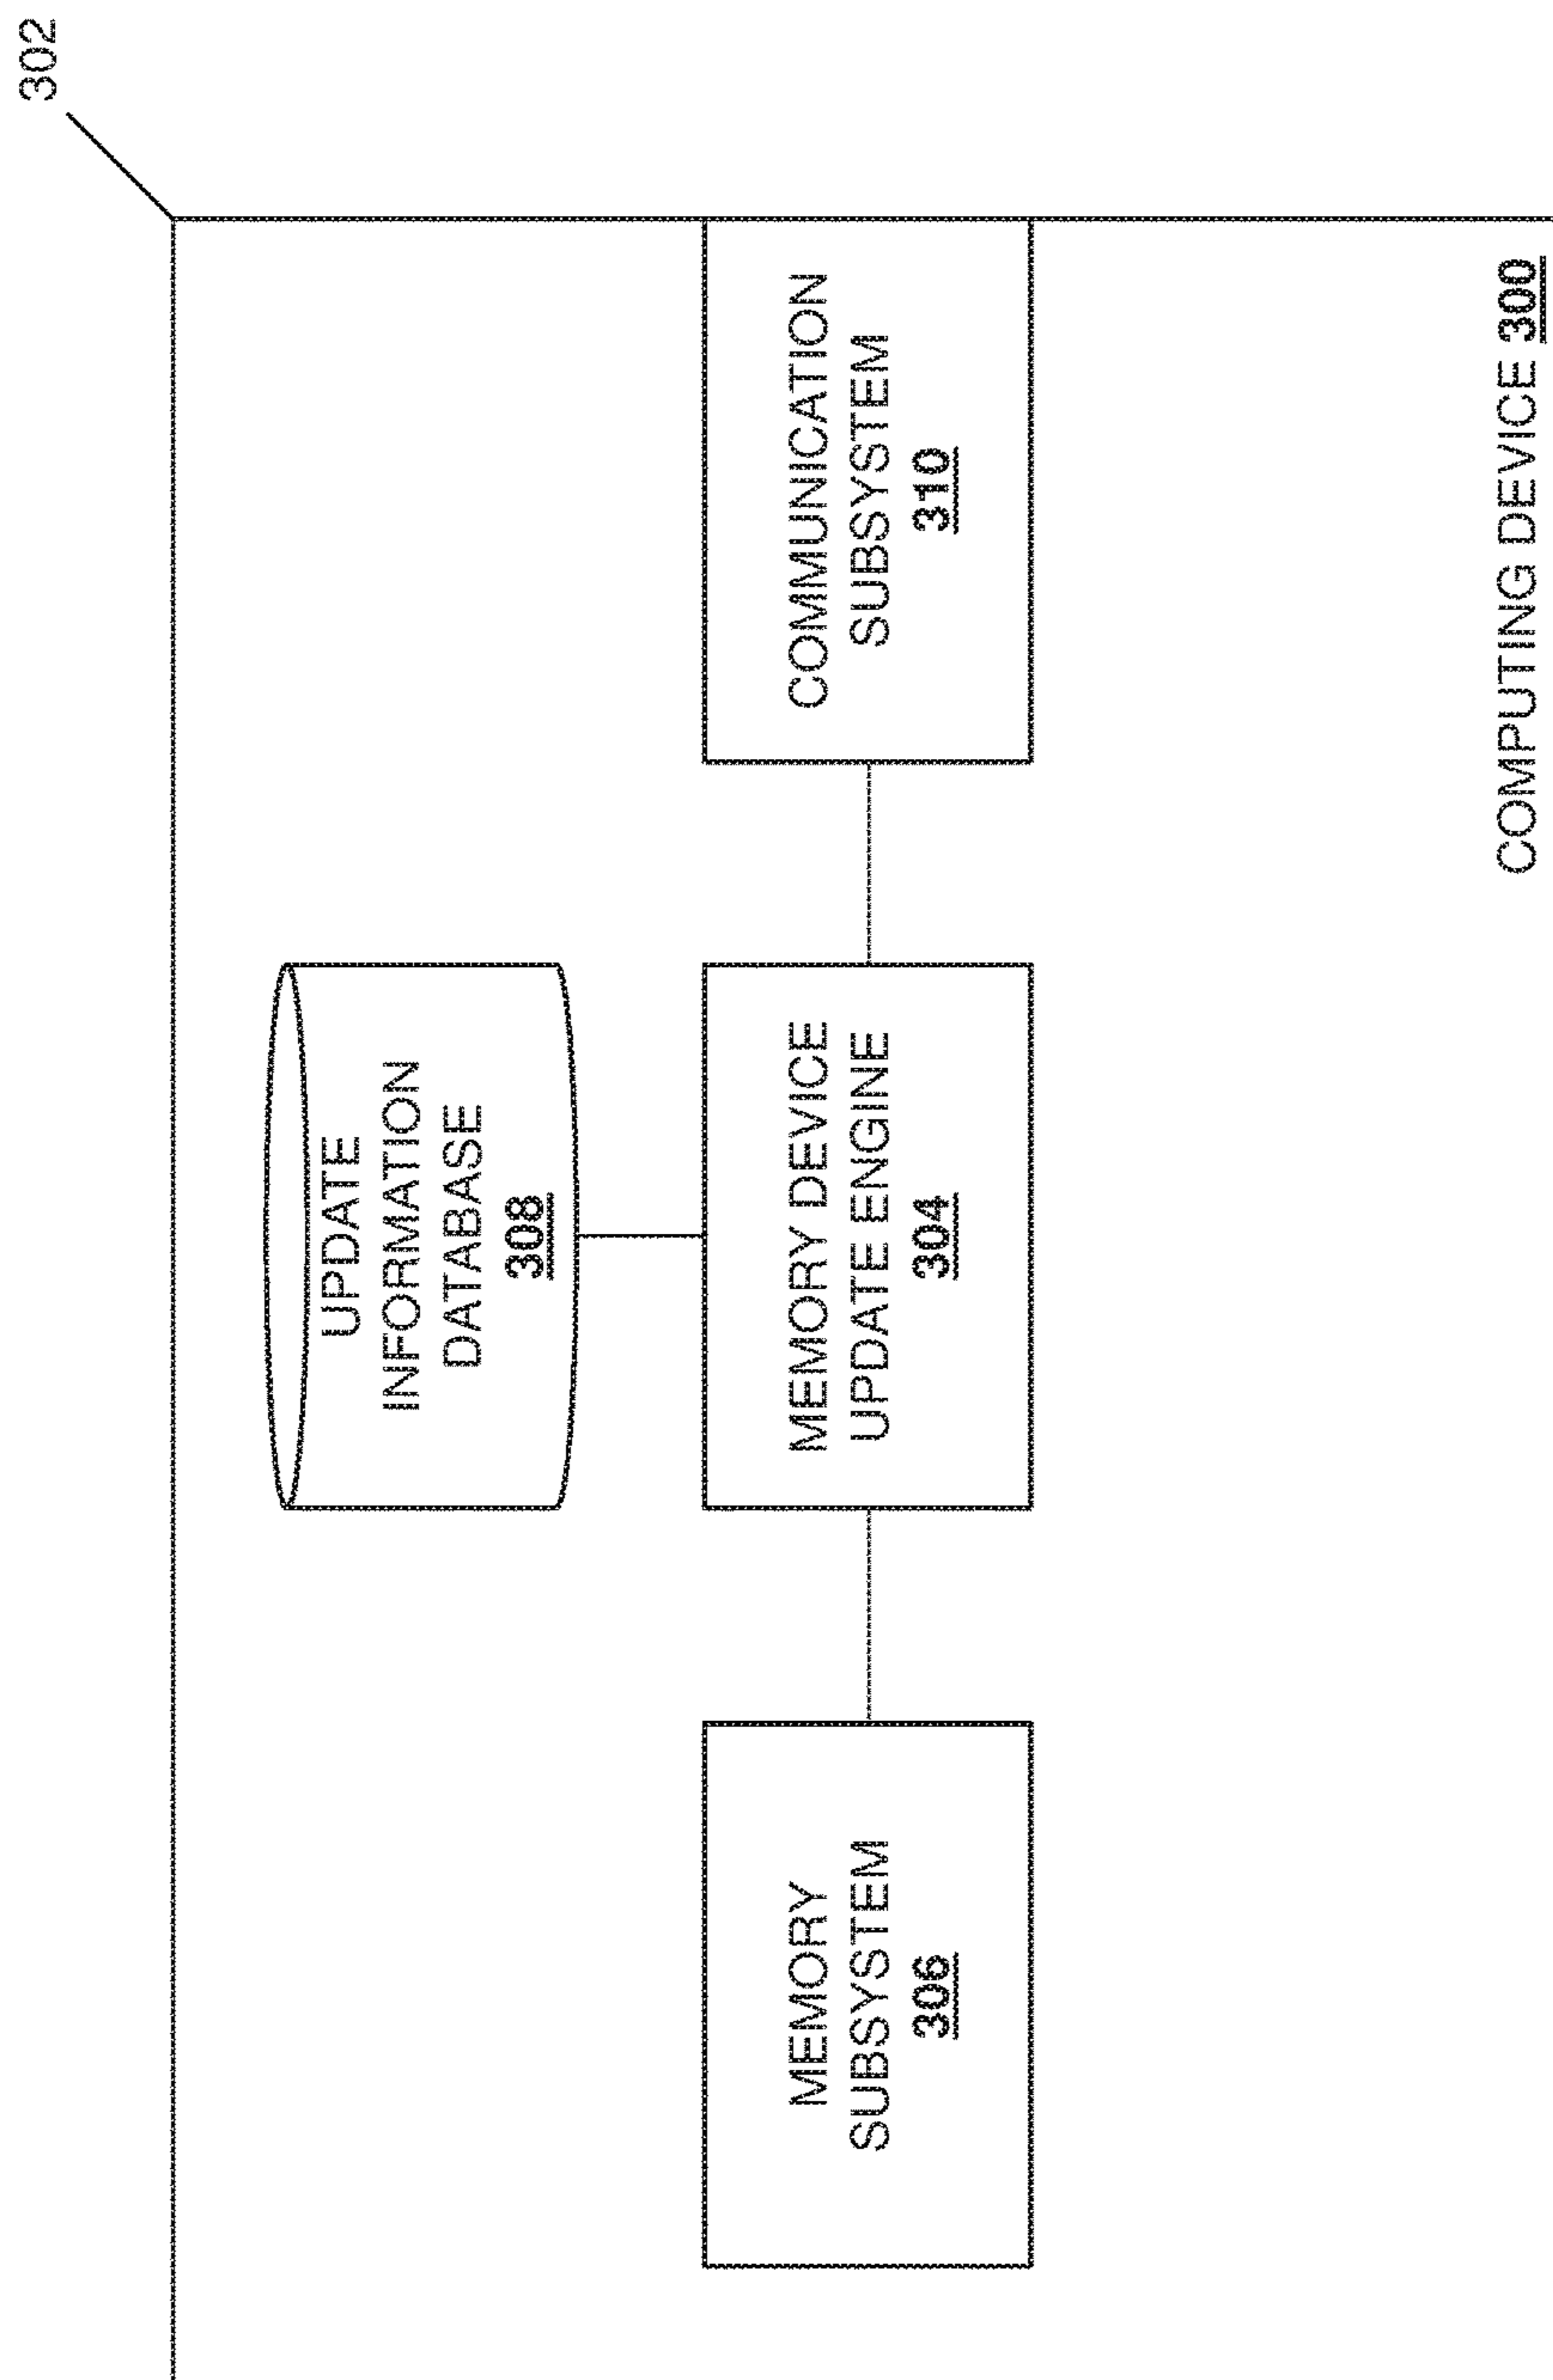 302
UPDATE
INFORMATION
DATABASE
308
MEMORY
SUBSYSTEM
306
MEMORY DEVICE
UPDATE ENGINE
304
COMMUNICATION
SUBSYSTEM
310
COMPUTING DEVICE 300